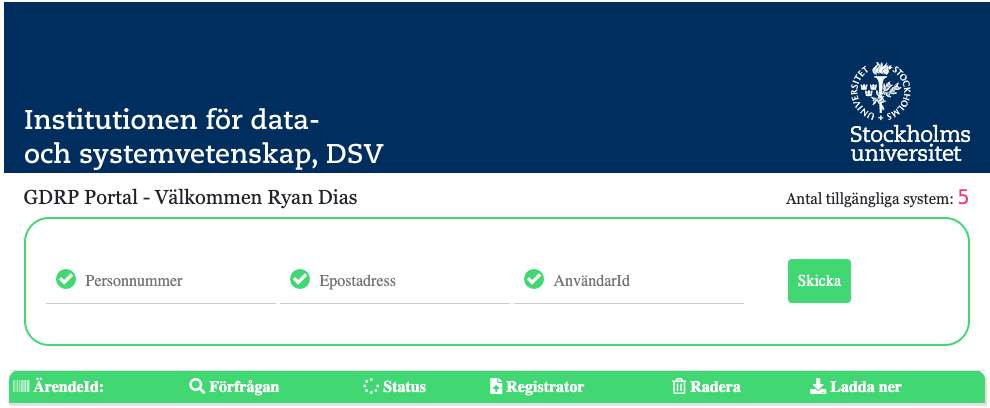 Institutionen för data-
och systemvetenskap, DSV
UNIVERSITET STOCKHOLMS
Stockholms
universitet
GDRP Portal - Välkommen Ryan Dias
Antal tillgängliga system: 5
Personnummer
Epostadress
AnvändarId
Skicka
ÄrendeId: Förfrågan Status Registrator Radera Ladda ner